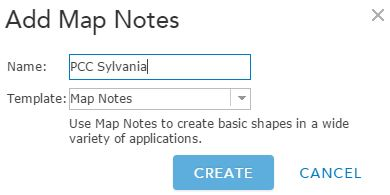 Add Map Notes
Name: PCC Sylvania
Template: Map Notes
Use Map Notes to create basic shapes in a wide
variety of applications.
CREATE CANCEL